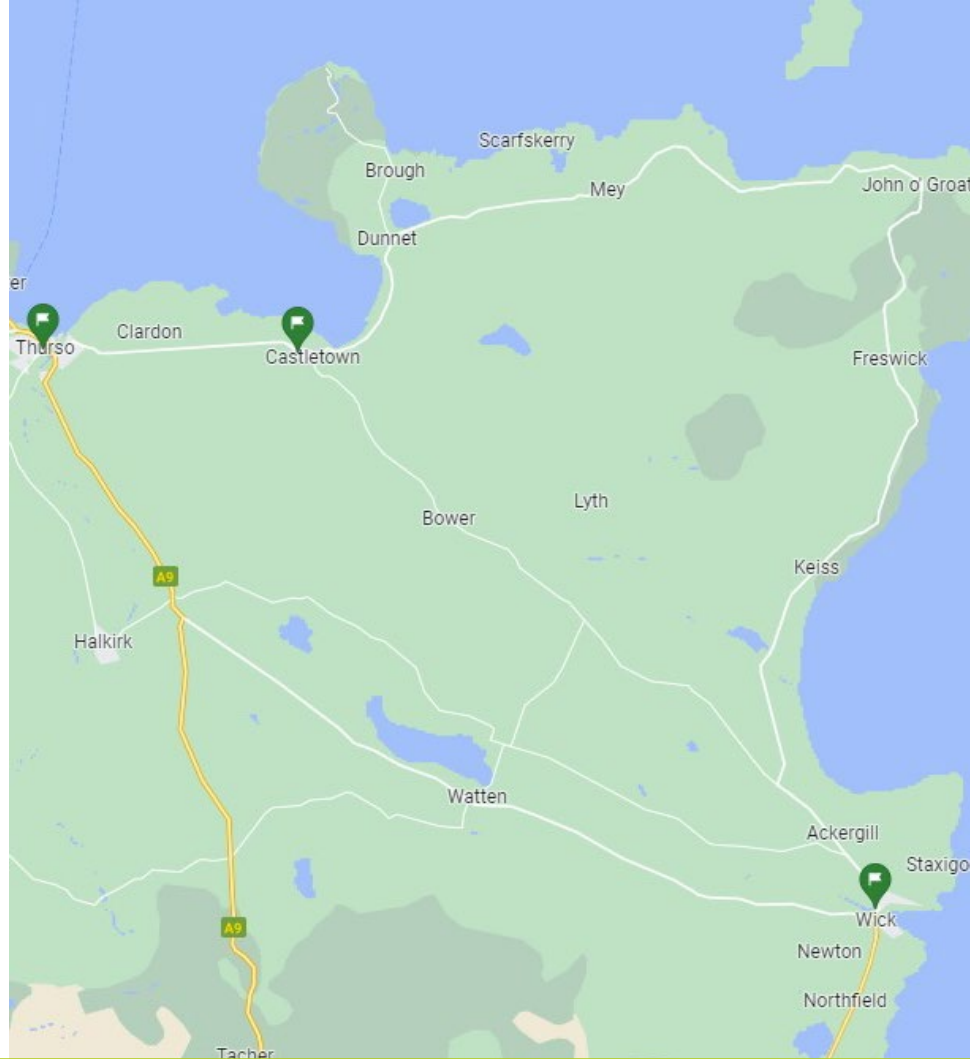 Scarfskerry
Brough
Mey
John o' Groat
Dunnet
er
Clardon
Thurso
Castletown
Freswick
Lyth
Bower
Keiss
A9
Halkirk
Watten
Ackergill
Staxigo
Wick
A9
Newton
Northfield
Tacher